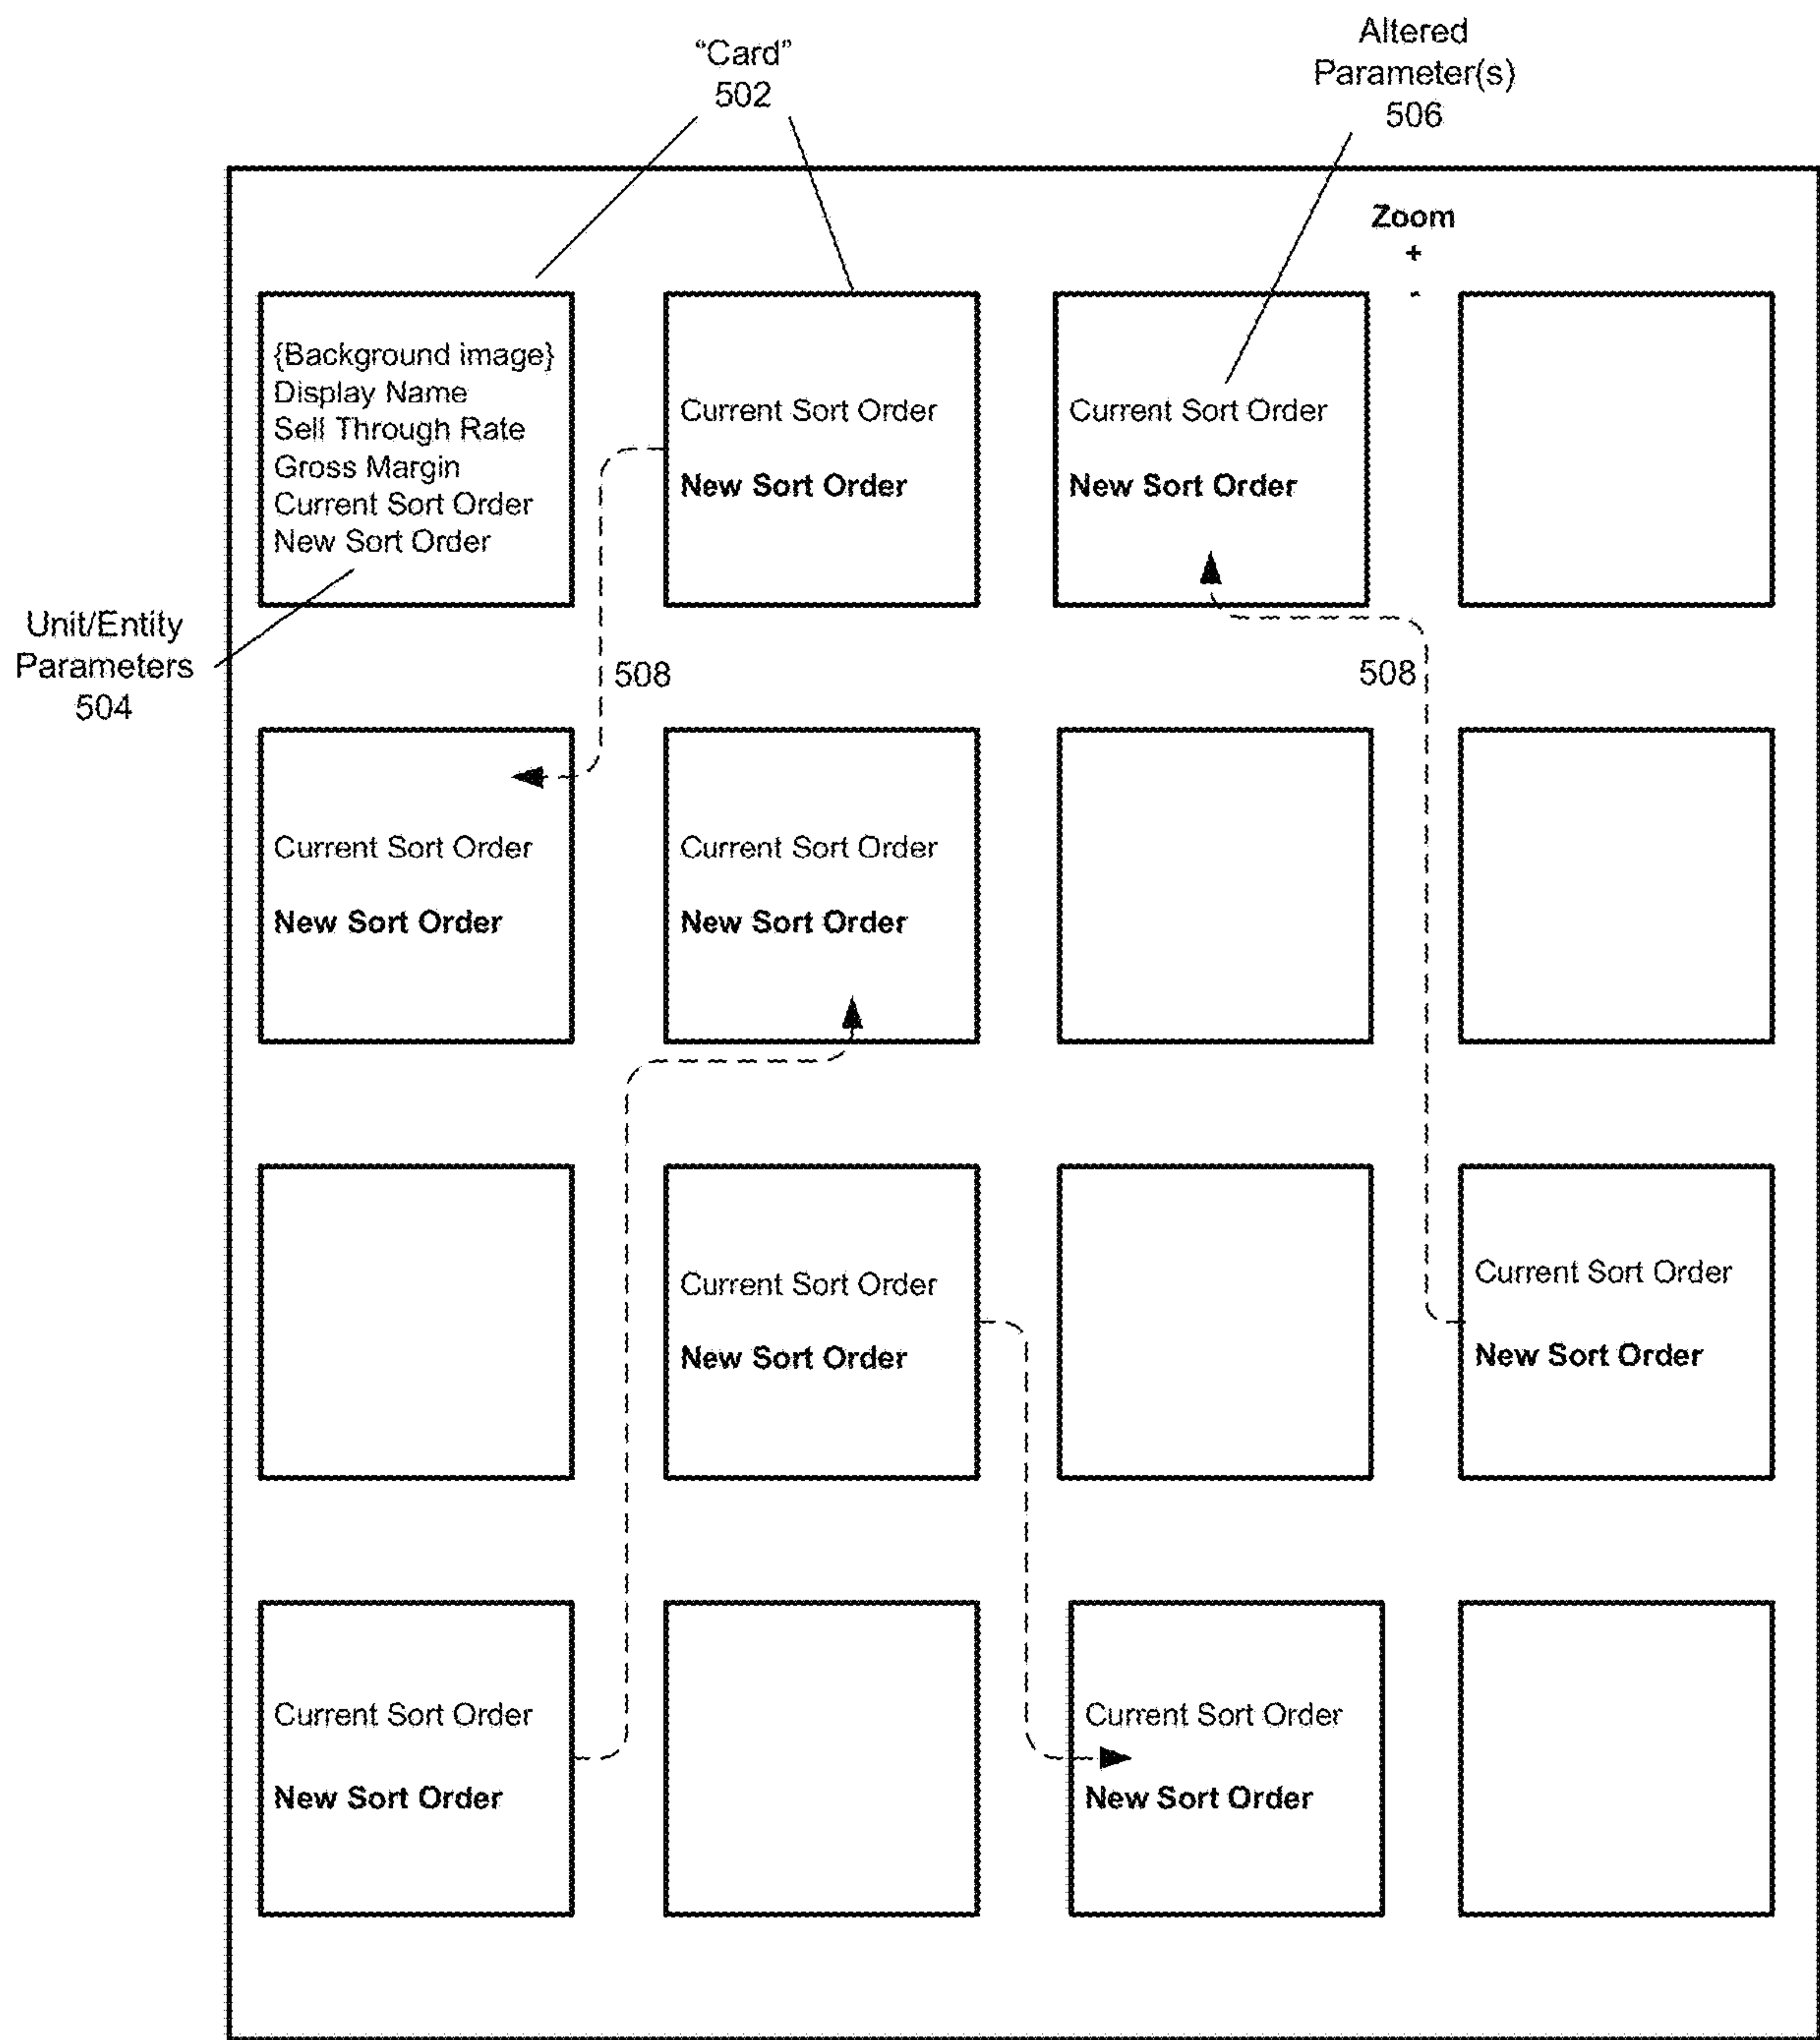 “Card”
502
Altered
Parameter(s)
506
Zoom
+
-
{Background image}
Display Name
Sell Through Rate
Gross Margin
Current Sort Order
New Sort Order
Current Sort Order
New Sort Order
Current Sort Order
New Sort Order
Unit/Entity
Parameters
504
508
508
Current Sort Order
New Sort Order
Current Sort Order
New Sort Order
Current Sort Order
New Sort Order
Current Sort Order
New Sort Order
Current Sort Order
New Sort Order
Current Sort Order
New Sort Order